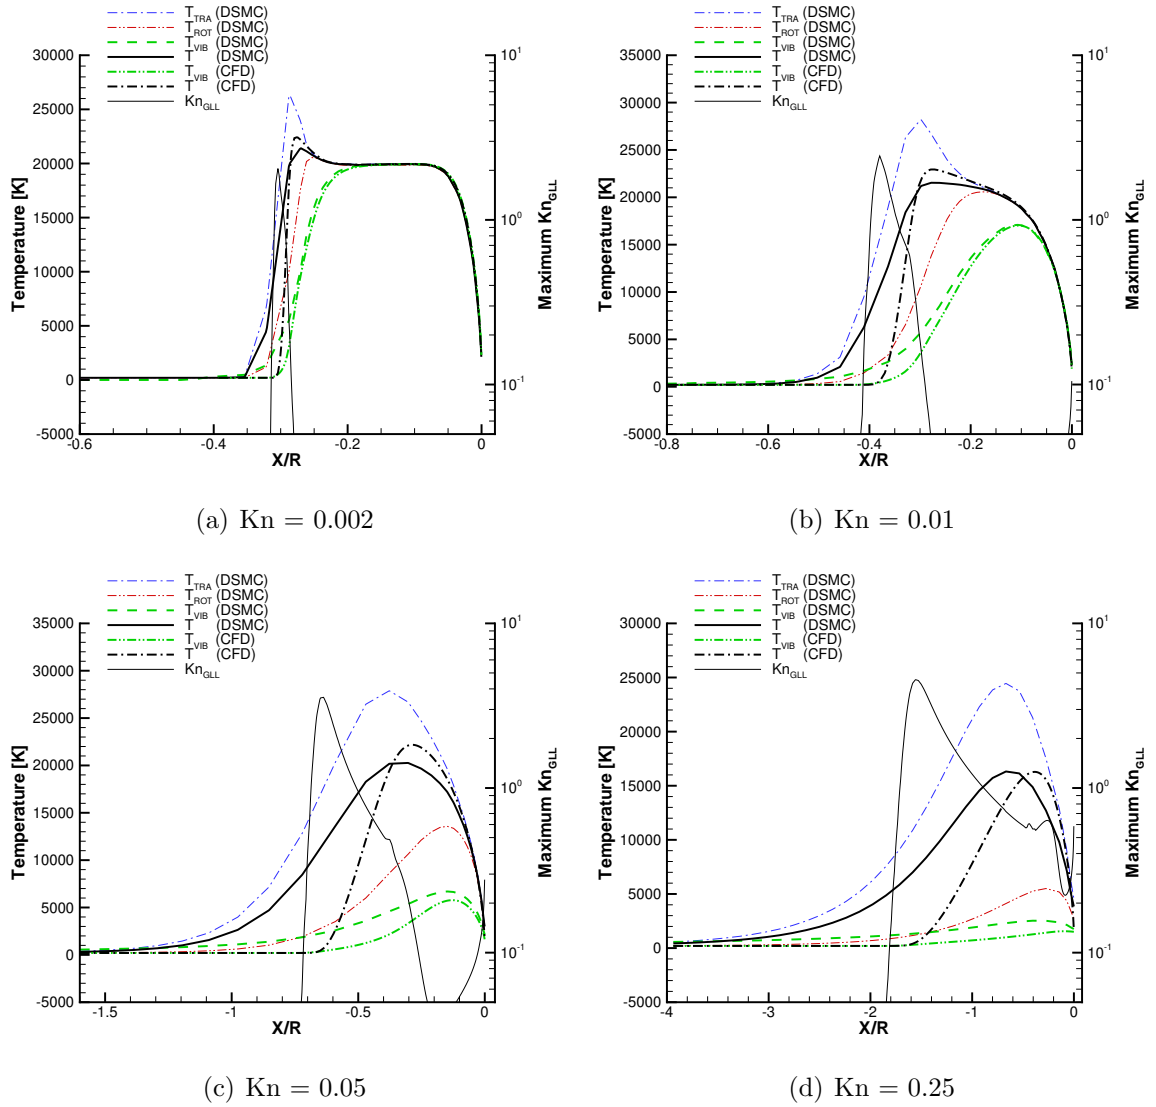 T_TRA (DSMC)
T_ROT (DSMC)
T_VIB (DSMC)
T (DSMC)
T_VIB (CFD)
T (CFD)
Kn_GLL
30000
25000
20000
15000
10000
5000
0
-5000
Temperature [K]
-0.6
-0.4
-0.2
0
X/R
10^1
10^0
10^-1
Maximum Kn_GLL
(a) Kn = 0.002
T_TRA (DSMC)
T_ROT (DSMC)
T_VIB (DSMC)
T (DSMC)
T_VIB (CFD)
T (CFD)
Kn_GLL
35000
30000
25000
20000
15000
10000
5000
0
-5000
Temperature [K]
-0.8
-0.6
-0.4
-0.2
0
X/R
10^1
10^0
10^-1
Maximum Kn_GLL
(b) Kn = 0.01
T_TRA (DSMC)
T_ROT (DSMC)
T_VIB (DSMC)
T (DSMC)
T_VIB (CFD)
T (CFD)
Kn_GLL
35000
30000
25000
20000
15000
10000
5000
0
-5000
Temperature [K]
-1.5
-1
-0.5
0
X/R
10^1
10^0
10^-1
Maximum Kn_GLL
(c) Kn = 0.05
T_TRA (DSMC)
T_ROT (DSMC)
T_VIB (DSMC)
T (DSMC)
T_VIB (CFD)
T (CFD)
Kn_GLL
30000
25000
20000
15000
10000
5000
0
-5000
Temperature [K]
-4
-3
-2
-1
0
X/R
10^1
10^0
10^-1
Maximum Kn_GLL
(d) Kn = 0.25